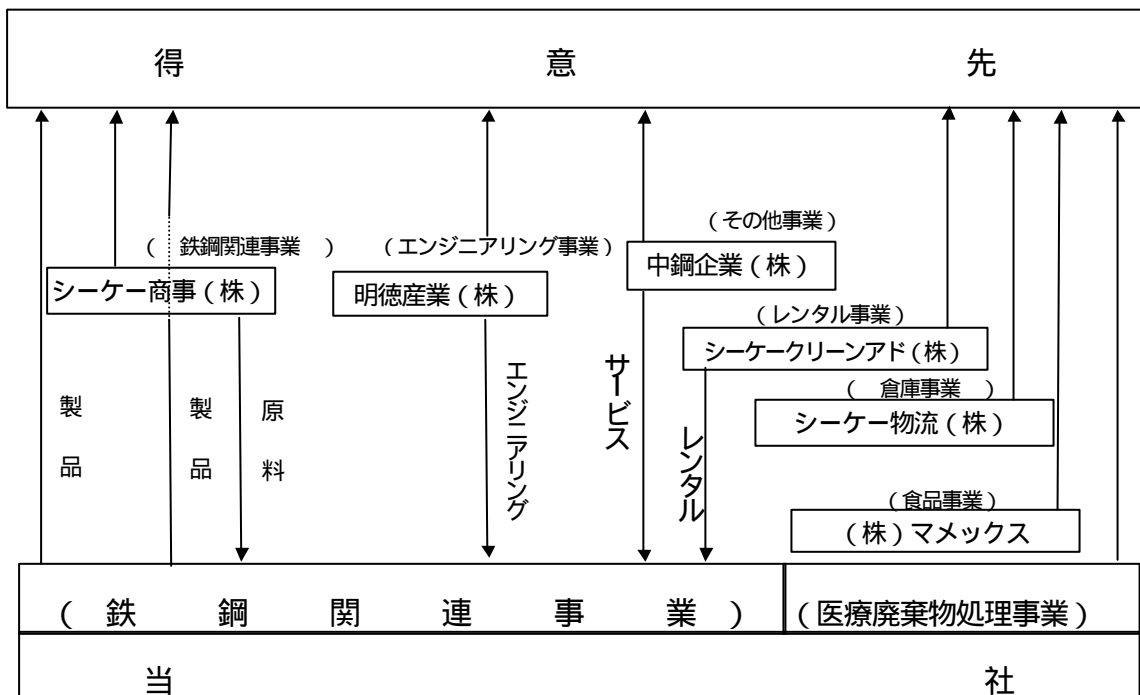 得意先
（その他事業）
（鉄鋼関連事業）
（エンジニアリング事業）
中鋼企業（株）
シーケー商事（株）
明徳産業（株）
（レンタル事業）
シーケークリーンアド（株）
製品
製品
原料
エンジニアリング
サービス
レンタル
（倉庫事業）
シーケー物流（株）
（食品事業）
（株）マメックス
（鉄鋼関連事業）
（医療廃棄物処理事業）
当社